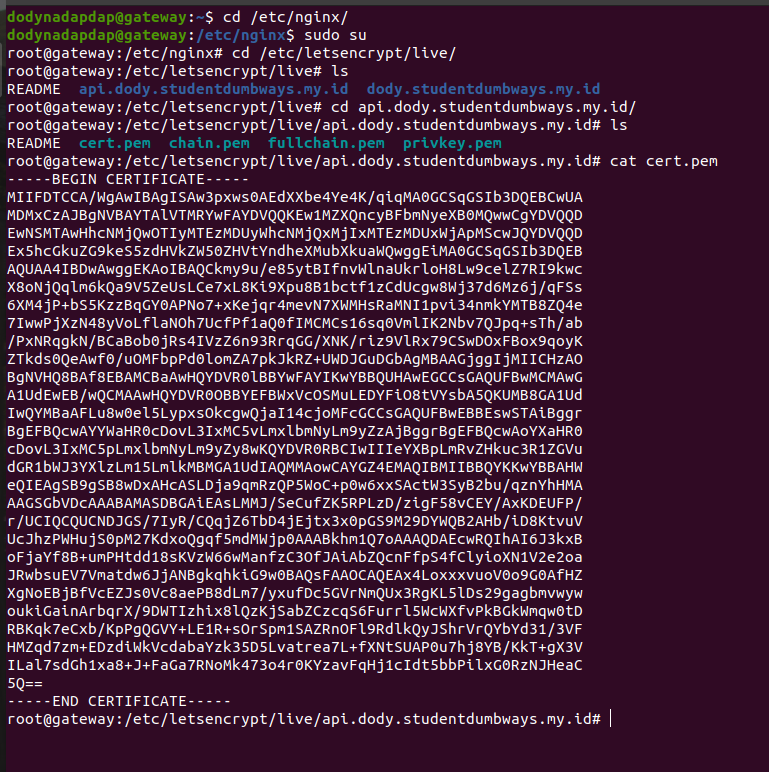 dodynadapdap@gateway:~$ cd /etc/nginx/
dodynadapdap@gateway:/etc/nginx$ sudo su
root@gateway:/etc/nginx# cd /etc/letsencrypt/live/
root@gateway:/etc/letsencrypt/live# ls
README  api.dody.studentdumbways.my.id  dody.studentdumbways.my.id
root@gateway:/etc/letsencrypt/live# cd api.dody.studentdumbways.my.id/
root@gateway:/etc/letsencrypt/live/api.dody.studentdumbways.my.id# ls
README  cert.pem  chain.pem  fullchain.pem  privkey.pem
root@gateway:/etc/letsencrypt/live/api.dody.studentdumbways.my.id# cat cert.pem
-----BEGIN CERTIFICATE-----
MIIFDTCCA/WgAwIBAgISAw3pxws0AEdXXbe4Ye4K/qiqMA0GCSqGSIb3DQEBCwUA
MDMxCzAJBgNVBAYTAlVTMRYwFAYDVQQKEw1MZXQncyBFbmNyeXB0MQwwCgYDVQQD
EwNSMTAwHhcNMjQwOTIyMTEzMDUyWhcNMjQxMjIxMTEzMDUxWjApMScwJQYDVQQD
Ex5hcGkuZG9keS5zdHVkZW50ZHVtYndheXMubXkuaWQwggEiMA0GCSqGSIb3DQEB
AQUAA4IBDwAwggEKAoIBAQCkmy9u/e85ytBIfnvWlnaUkrloH8Lw9celZ7RI9kwc
X8oNjQqlm6kQa9V5ZeUsLCe7xL8Ki9Xpu8B1bctf1zCdUcgw8Wj37d6Mz6j/qFSs
6XM4jP+bS5KzzBqGY0APNo7+xKejqr4mevN7XWMHsRaMNI1pvi34nmkYMTB8ZQ4e
7IwwPjXzN48yVoLflaNOh7UcfPf1aQ0fIMCMCs16sq0VmlIK2Nbv7QJpq+sTh/ab
/PxNRqgkN/BCaBob0jRs4IVzZ6n93RrqGG/XNK/riz9VlRx79CSwDOxFBox9qoyK
ZTkds0QeAwf0/uOMFbpPd0lomZA7pkJkRZ+UWDJGuDGbAgMBAAGjggIjMIICHzAO
BgNVHQ8BAf8EBAMCBaAwHQYDVR0lBBYwFAYIKwYBBQUHAwEGCCsGAQUFBwMCMAwG
A1UdEwEB/wQCMAAwHQYDVR0OBBYEFBWxVcOSMuLEDYFiO8tVYsbA5QKUMB8GA1Ud
IwQYMBaAFLu8w0el5LypxsOkcgwQjaI14cjoMFcGCCsGAQUFBwEBBEswSTAiBggr
BgEFBQcwAYYWaHR0cDovL3IxMC5vLmxlbmNyLm9yZzAjBggrBgEFBQcwAoYXaHR0
cDovL3IxMC5pLmxlbmNyLm9yZy8wKQYDVR0RBCIwIIIeYXBpLmRvZHkuc3R1ZGVu
dGR1bWJ3YXlzLm15LmlkMBMGA1UdIAQMMAowCAYGZ4EMAQIBMIIBBQYKKwYBBAHW
eQIEAgSB9gSB8wDxAHcASLDja9qmRzQP5WoC+p0w6xxSActW3SyB2bu/qznYhHMA
AAGSGbVDcAAABAMASDBGAiEAsLMMJ/SeCufZK5RPLzD/zigF58vCEY/AxKDEUFP/
r/UCIQCQUCNDJGS/7IyR/CQqjZ6TbD4jEjtx3x0pGS9M29DYWQB2AHb/iD8KtvuV
UcJhzPWHujS0pM27KdxoQgqf5mdMWjp0AAABkhm1Q7oAAAQDAEcwRQIhAI6J3kxB
oFjaYf8B+umPHtdd18sKVzW66wManfzC3OfJAiAbZQcnFfpS4fClyioXN1V2e2oa
JRwbsuEV7Vmatdw6JjANBgkqhkiG9w0BAQsFAAOCAQEAx4LoxxxvuoV0o9G0AfHZ
XgNoEBjBfVcEZJs0Vc8aePB8dLm7/yxufDc5GVrNmQUx3RgKL5lDs29gagbmvwyw
oukiGainArbqrX/9DWTIzhix8lQzKjSabZCzcqS6Furrl5WcWXfvPkBGkWmqw0tD
RBKqk7eCxb/KpPgQGVY+LE1R+sOrSpm1SAZRnOFl9RdlkQyJShrVrQYbYd31/3VF
HMZqd7zm+EDzdiWkVcdabaYzk35D5Lvatrea7L+fXNtSUAP0u7hj8YB/KkT+gX3V
ILal7sdGh1xa8+J+FaGa7RNoMk473o4r0KYzavFqHj1cIdt5bbPilxG0RzNJHeaC
5Q==
-----END CERTIFICATE-----
root@gateway:/etc/letsencrypt/live/api.dody.studentdumbways.my.id#